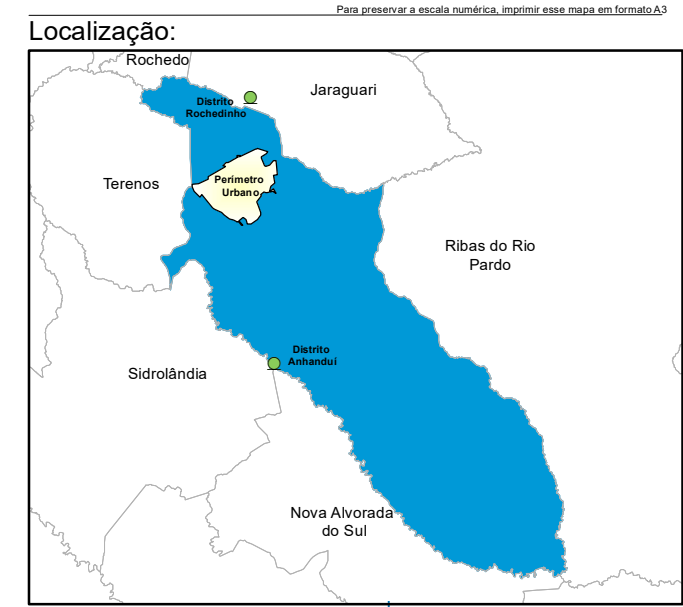 Para preservar a escala numérica, imprimir esse mapa em formato A3
Localização:
Rochedo
Jaraguari
Distrito
Rochedinho
Terenos
Perímetro
Urbano
Ribas do Rio
Pardo
Distrito
Anhanduí
Sidrolândia
Nova Alvorada
do Sul